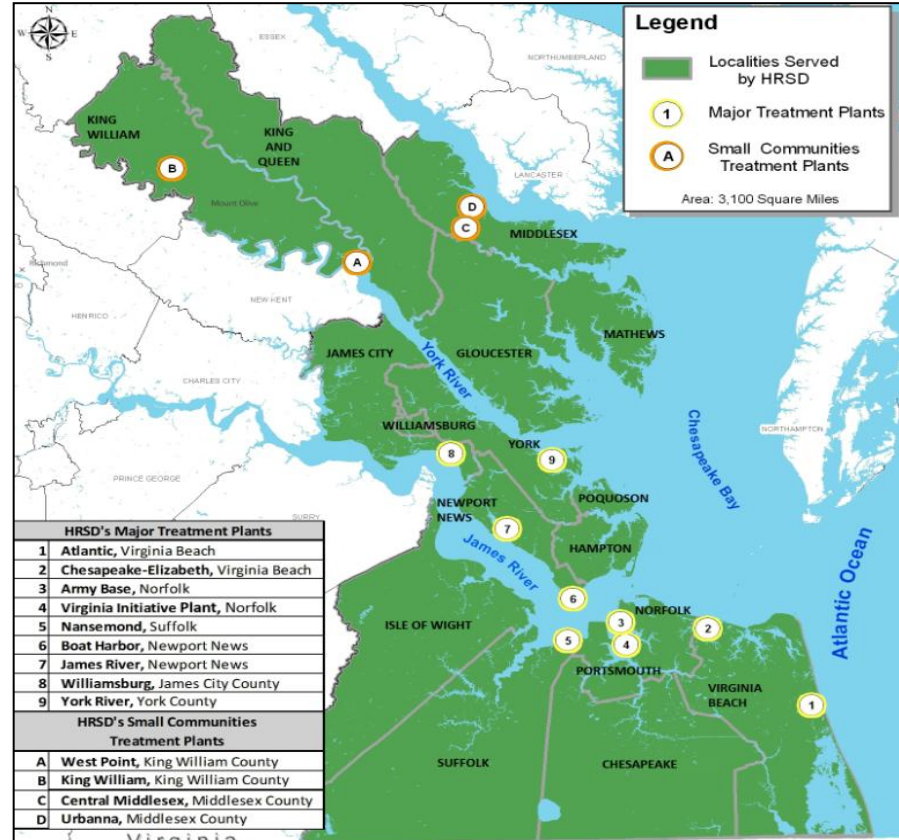 N
W
E
S
ESSEX
NORTHUMBERLAND
Legend
Localities Served
by HRSD
1
Major Treatment Plants
A
Small Communities
Treatment Plants
Area: 3,100 Square Miles
KING
WILLIAM
KING
AND
QUEEN
LANCASTER
B
Mount Olive
D
C
MIDDLESEX
A
Richmond
NEW KENT
HENRICO
MATHEWS
JAMES CITY
GLOUCESTER
York River
CHARLES CITY
Chesapeake Bay
NORTHAMPTON
WILLIAMSBURG
YORK
8
9
PRINCE GEORGE
SURRY
POQUOSON
NEWPORT
NEWS
7
HAMPTON
James River
Atlantic Ocean
6
NORFOLK
ISLE OF WIGHT
3
2
5
4
PORTSMOUTH
VIRGINIA
BEACH
1
SUFFOLK
CHESAPEAKE
HRSD's Major Treatment Plants
1 Atlantic, Virginia Beach
2 Chesapeake-Elizabeth, Virginia Beach
3 Army Base, Norfolk
4 Virginia Initiative Plant, Norfolk
5 Nansemond, Suffolk
6 Boat Harbor, Newport News
7 James River, Newport News
8 Williamsburg, James City County
9 York River, York County
HRSD's Small Communities
Treatment Plants
A West Point, King William County
B King William, King William County
C Central Middlesex, Middlesex County
D Urbanna, Middlesex County
Virginia